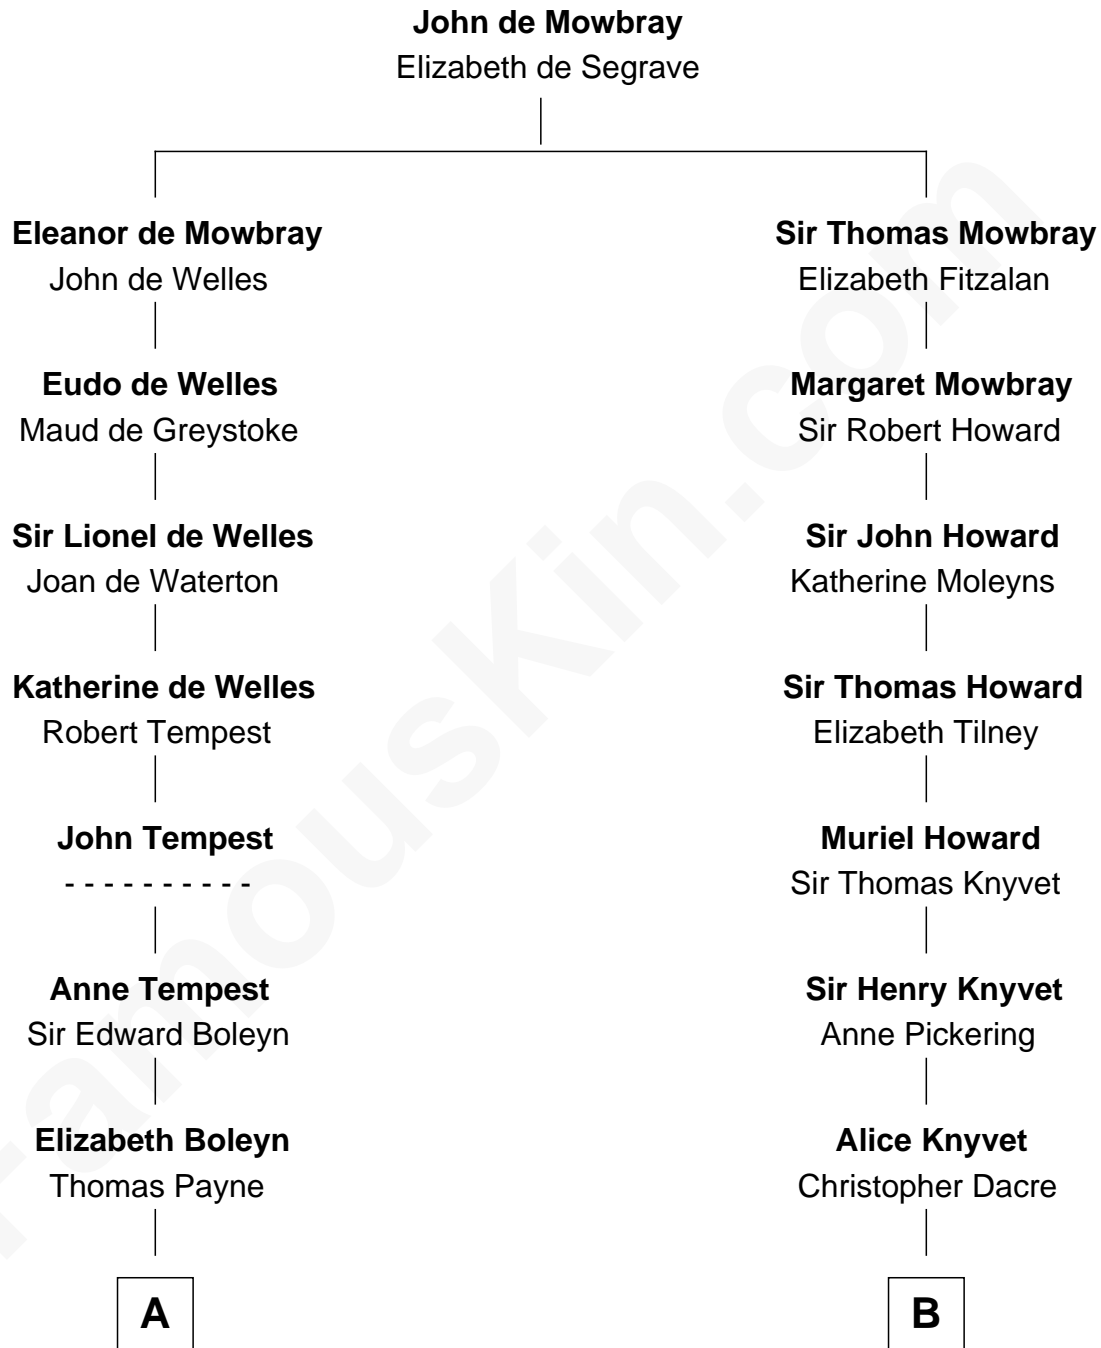 John de Mowbray
Elizabeth de Segrave
Eleanor de Mowbray
John de Welles
Sir Thomas Mowbray
Elizabeth Fitzalan
Eudo de Welles
Maud de Greystoke
Margaret Mowbray
Sir Robert Howard
Sir Lionel de Welles
Joan de Waterton
Sir John Howard
Katherine Moleyns
Katherine de Welles
Robert Tempest
Sir Thomas Howard
Elizabeth Tilney
John Tempest
- - - - - - - - - -
Muriel Howard
Sir Thomas Knyvet
Anne Tempest
Sir Edward Boleyn
Sir Henry Knyvet
Anne Pickering
Elizabeth Boleyn
Thomas Payne
Alice Knyvet
Christopher Dacre
A
B
FamousKin.com